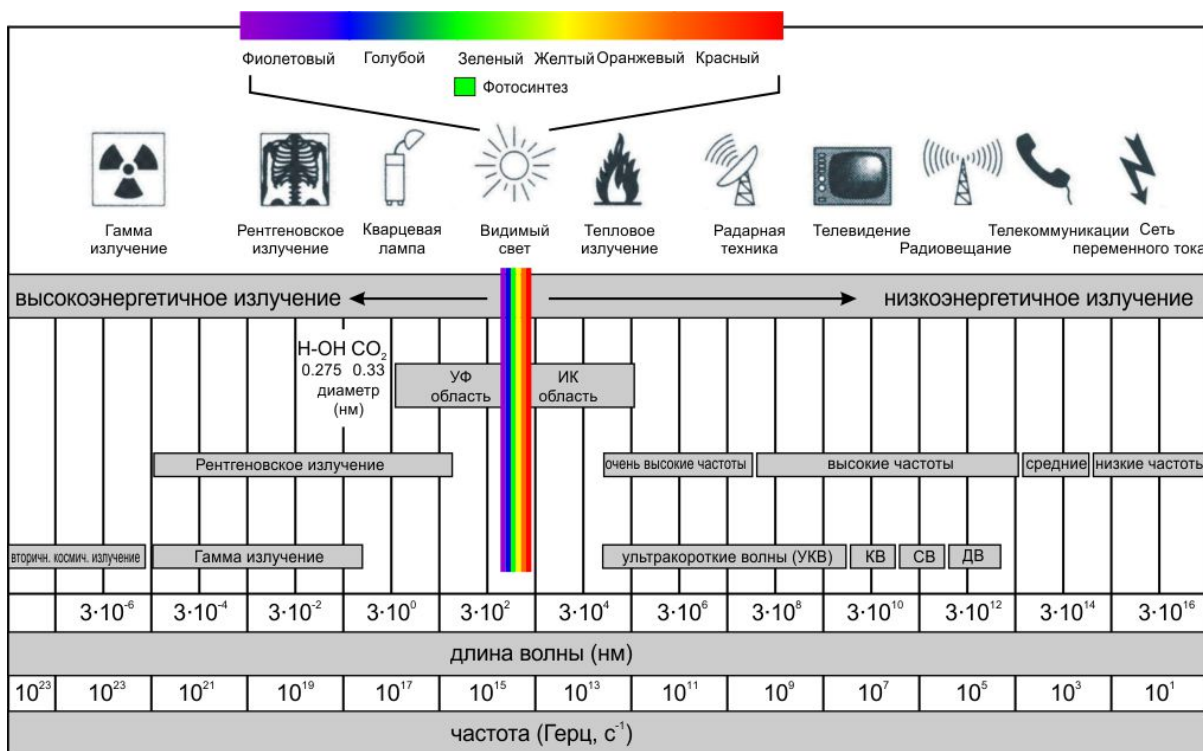 Фиолетовый Голубой Зеленый Желтый Оранжевый Красный
Фотосинтез
Гамма
излучение
Рентгеновское
излучение
Кварцевая
лампа
Видимый
свет
Тепловое
излучение
Радарная
техника
Телевидение
Радиовещание
Телекоммуникации
Сеть
переменного тока
высокоэнергетичное излучение
низкоэнергетичное излучение
H-OH CO₂
0.275 0.33
диаметр
(нм)
УФ
область
ИК
область
Рентгеновское излучение
очень высокие частоты
высокие частоты
средние
низкие частоть
вторичн. космич. излучение
Гамма излучение
ультракороткие волны (УКВ)
КВ
СВ
ДВ
3·10⁻⁶ 3·10⁻⁴ 3·10⁻² 3·10⁰ 3·10² 3·10⁴ 3·10⁶ 3·10⁸ 3·10¹⁰ 3·10¹² 3·10¹⁴ 3·10¹⁶
длина волны (нм)
10²³ 10²³ 10²¹ 10¹⁹ 10¹⁷ 10¹⁵ 10¹³ 10¹¹ 10⁹ 10⁷ 10⁵ 10³ 10¹
частота (Герц, с⁻¹)